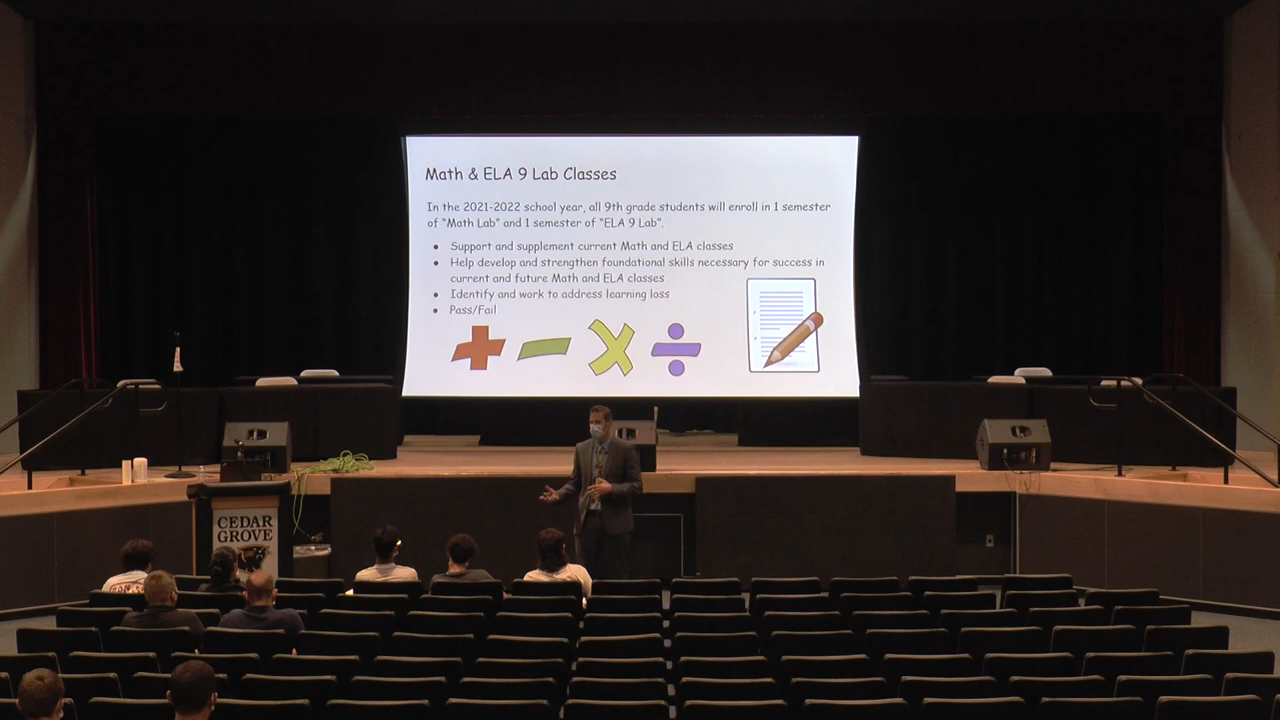 Math & ELA 9 Lab Classes
In the 2021-2022 school year, all 9th grade students will enroll in 1 semester
of "Math Lab" and 1 semester of "ELA 9 Lab".
● Support and supplement current Math and ELA classes
● Help develop and strengthen foundational skills necessary for success in
current and future Math and ELA classes
● Identify and work to address learning loss
● Pass/Fail
CEDAR
GROVE